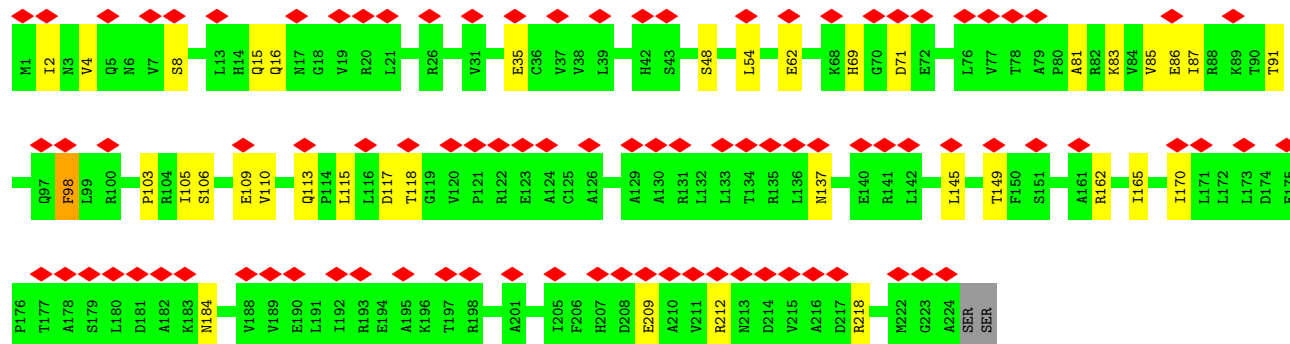 M1 I2 N3 V4 Q5 N6 V7 S8 L13 H14 Q15 Q16 N17 G18 V19 R20 L21 R26 V31 E35 C36 V37 V38 L39 H42 S43 S48 L54 E62 K68 H69 G70 D71 E72 L76 V77 T78 A79 P80 A81 R82 K83 V84 V85 E86 I87 R88 K89 T90 T91
Q97 F98 L99 R100 P103 R104 I105 S106 E109 V110 Q113 P114 L115 L116 D117 T118 G119 V120 P121 R122 E123 A124 C125 A126 A129 A130 R131 L132 L133 T134 R135 L136 N137 E140 R141 L142 L145 T149 F150 S151 A161 R162 I165 I170 L171 L172 L173 D174
P176 T177 A178 S179 L180 D181 A182 K183 N184 V188 V189 E190 L191 I192 R193 E194 A195 K196 T197 R198 A201 I205 F206 H207 D208 E209 A210 V211 R212 N213 D214 V215 A216 D217 R218 M222 G223 A224 SER SER